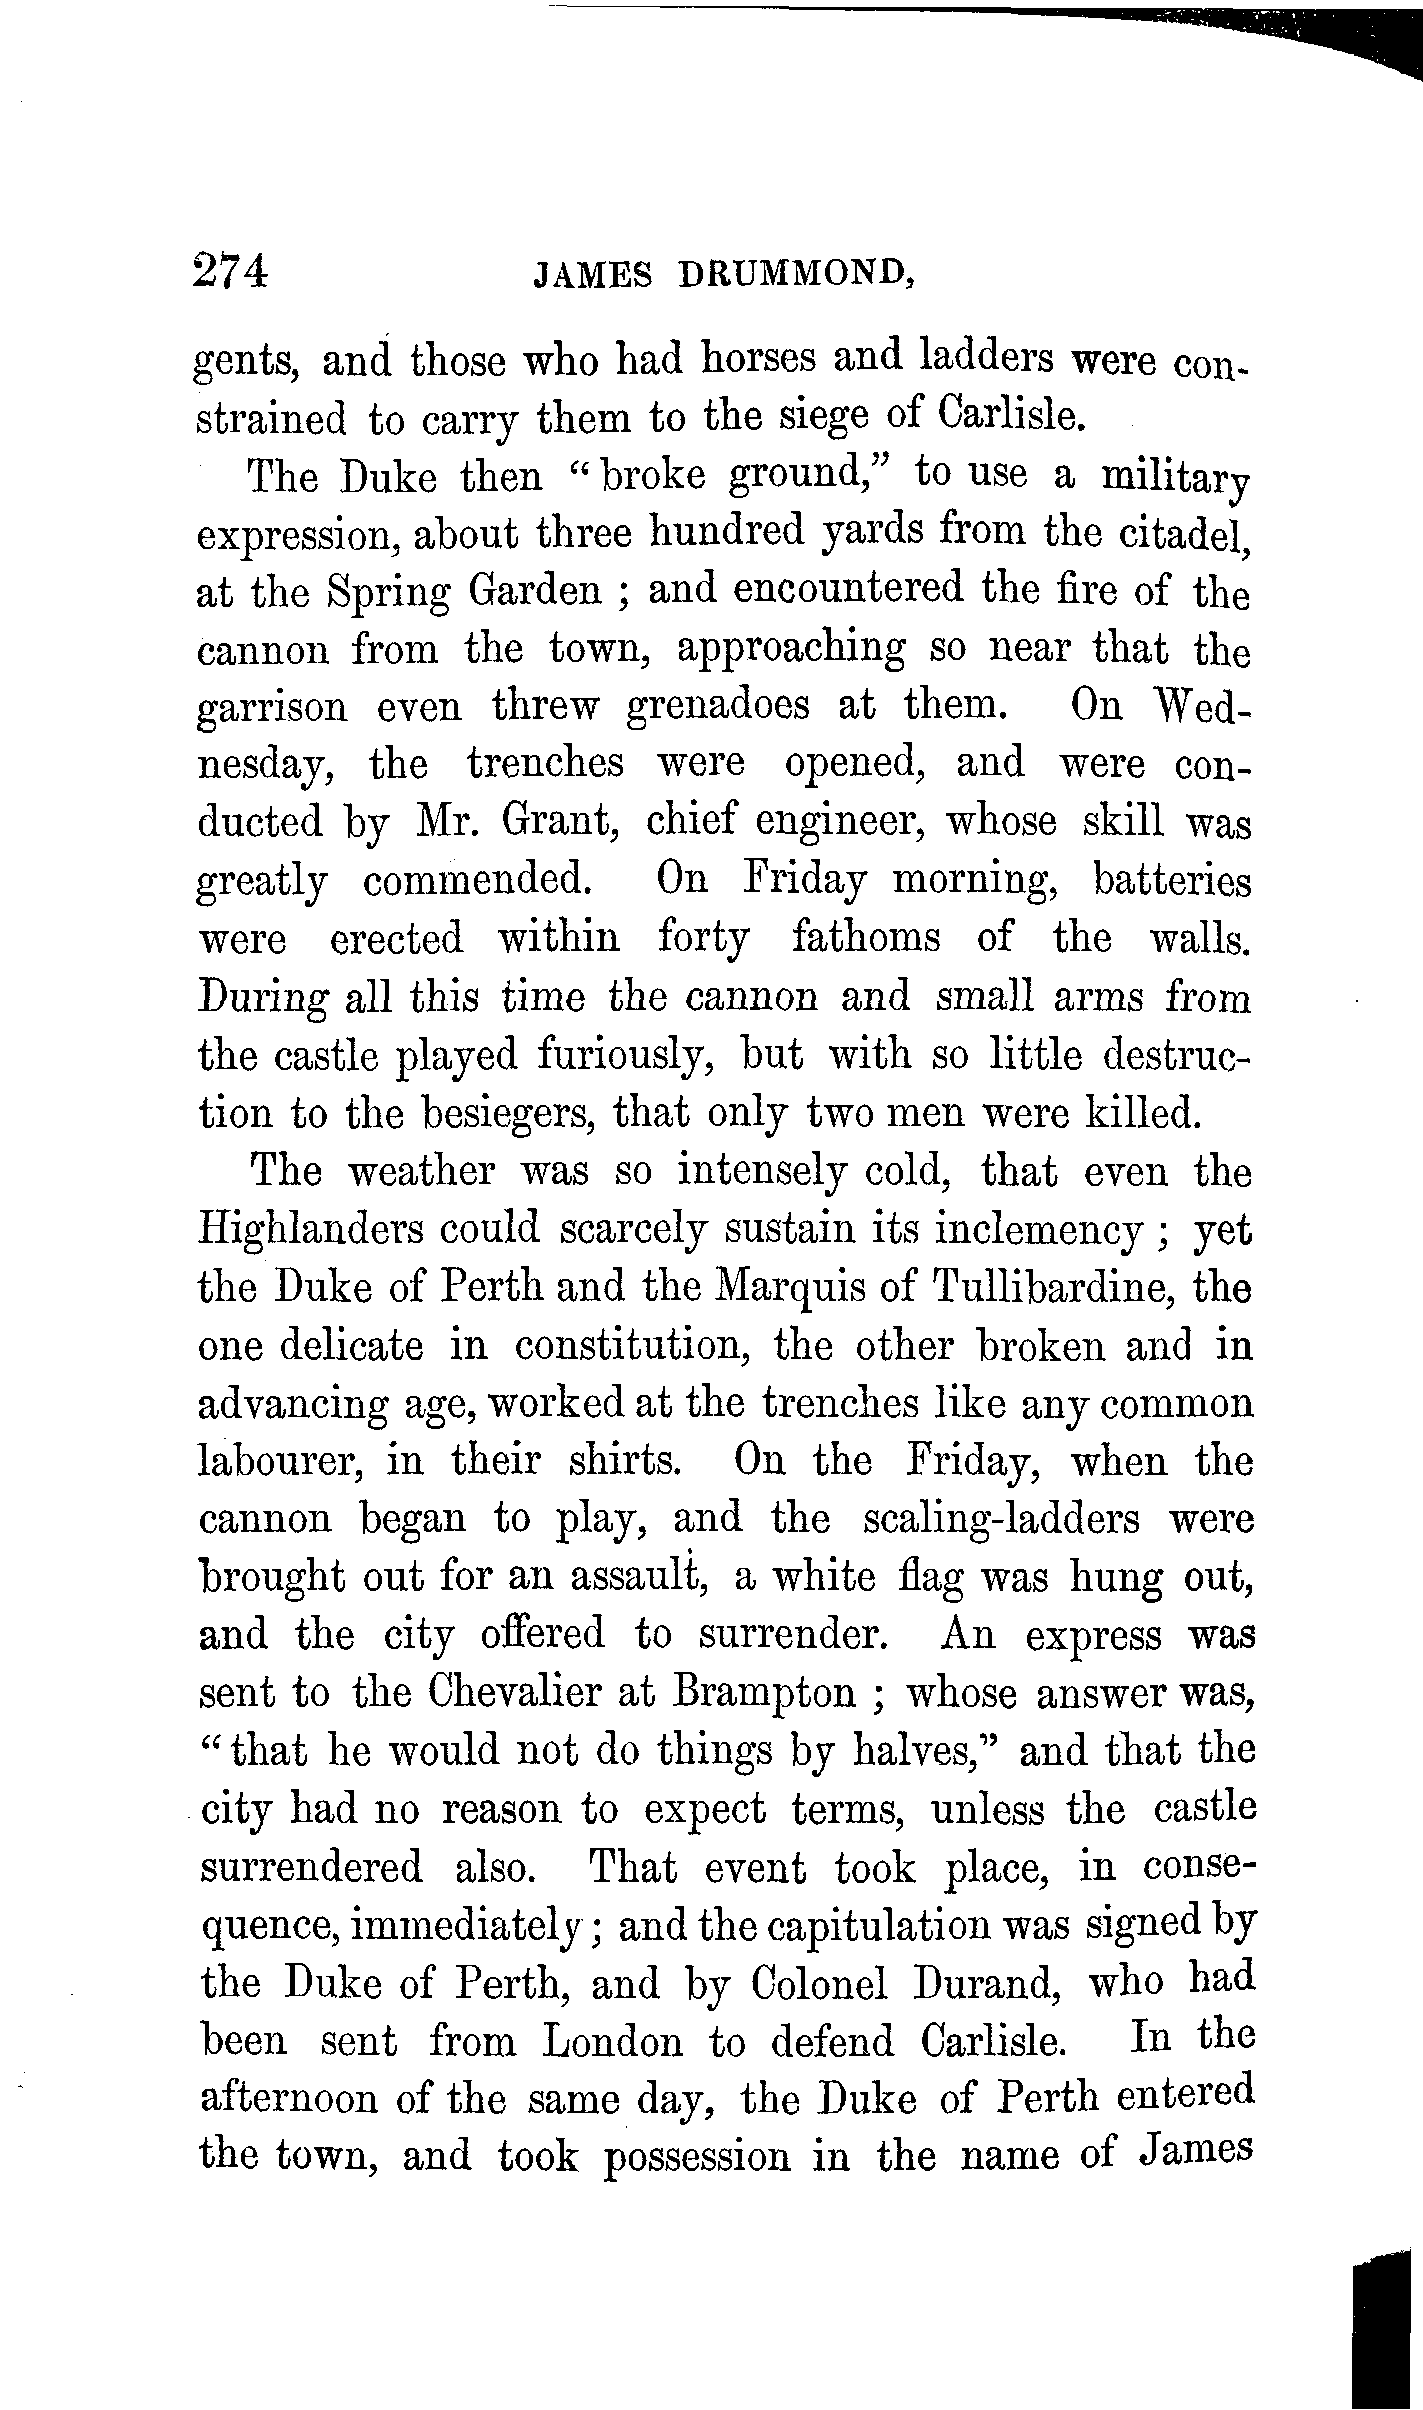 274 JAMES DRUMMOND,
gents, and those who had horses and ladders were con-
strained to carry them to the siege of Carlisle.
The Duke then “broke ground,” to use a military
expression, about three hundred yards from the citadel,
at the Spring Garden ; and encountered the fire of the
cannon from the town, approaching so near that the
garrison even threw grenadoes at them. On Wed-
nesday, the trenches were opened, and were con-
ducted by Mr. Grant, chief engineer, whose skill was
greatly commended. On Friday morning, batteries
were erected within forty fathoms of the walls.
During all this time the cannon and small arms from
the castle played furiously, but with so little destruc-
tion to the besiegers, that only two men were killed.
The weather was so intensely cold, that even the
Highlanders could scarcely sustain its inclemency ; yet
the Duke of Perth and the Marquis of Tullibardine, the
one delicate in constitution, the other broken and in
advancing age, worked at the trenches like any common
labourer, in their shirts. On the Friday, when the
cannon began to play, and the scaling-ladders were
brought out for an assault, a white flag was hung out,
and the city offered to surrender. An express was
sent to the Chevalier at Brampton ; whose answer was,
“that he would not do things by halves,” and that the
city had no reason to expect terms, unless the castle
surrendered also. That event took place, in conse-
quence, immediately ; and the capitulation was signed by
the Duke of Perth, and by Colonel Durand, who had
been sent from London to defend Carlisle. In the
afternoon of the same day, the Duke of Perth entered
the town, and took possession in the name of James